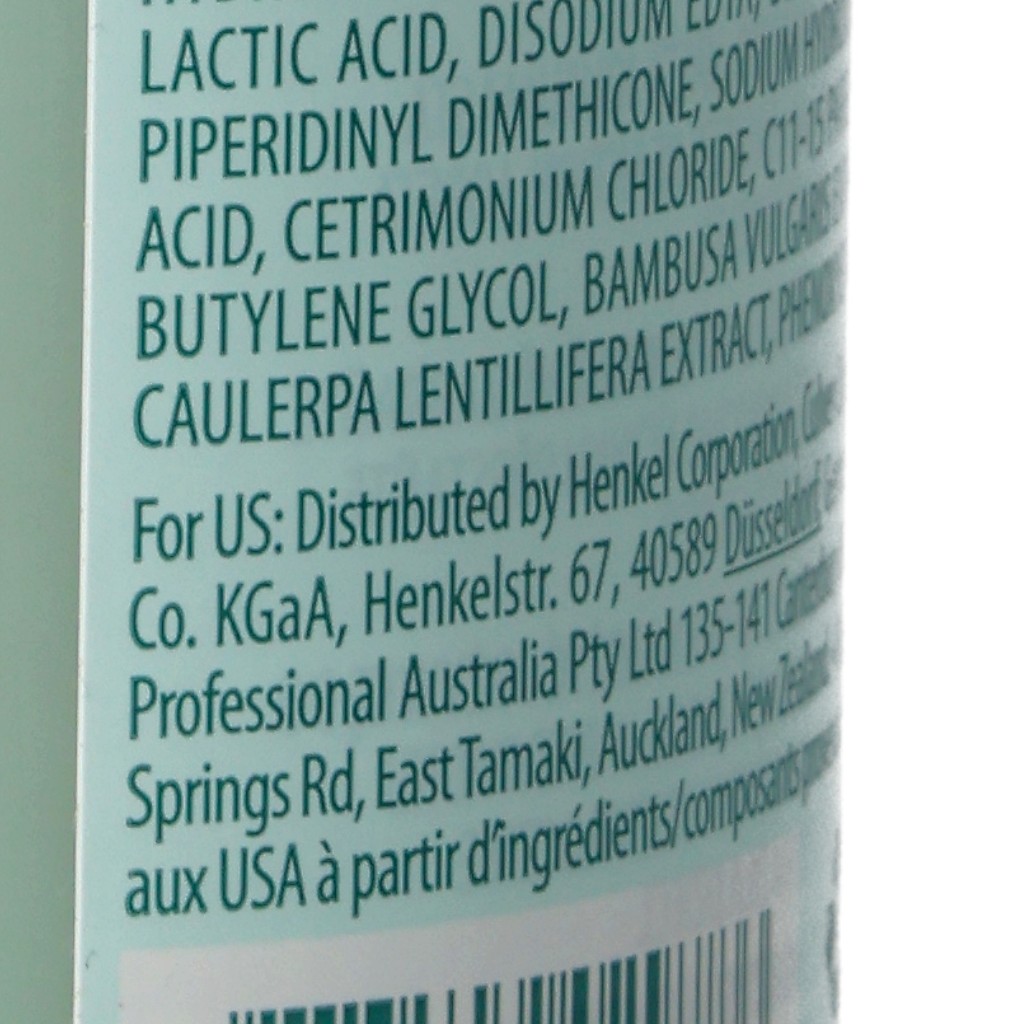 LACTIC ACID, DISODIUM EDTA,
PIPERIDINYL DIMETHICONE, SODIUM
ACID, CETRIMONIUM CHLORIDE, C11-15
BUTYLENE GLYCOL, BAMBUSA VULGARIS
CAULERPA LENTILLIFERA EXTRACT,
For US: Distributed by Henkel Corporation,
Co. KGaA, Henkelstr. 67, 40589 Düsseldorf,
Professional Australia Pty Ltd 135-141
Springs Rd, East Tamaki, Auckland, New Zealand
aux USA à partir d'ingrédients/composants